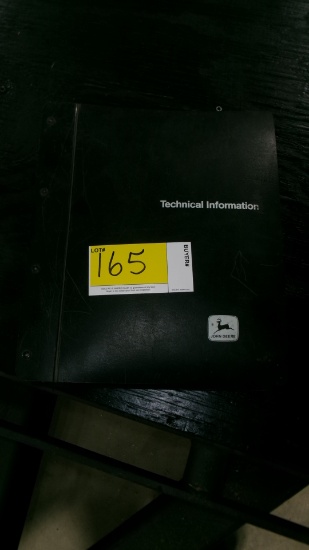 Technical Information
LOT#
165
BUYER#
JOHN DEERE